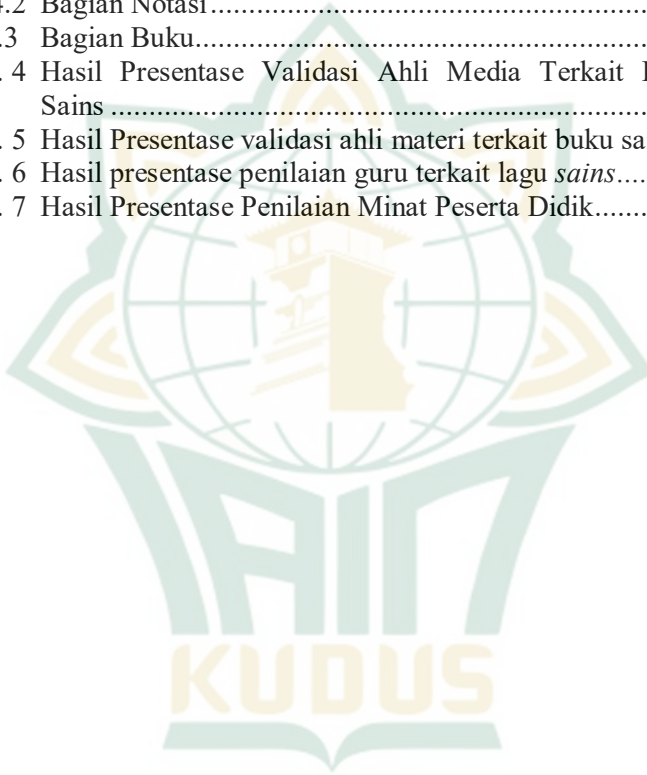 4.2 Bagian Notasi........................................................
.3 Bagian Buku..........................................................
. 4 Hasil Presentase Validasi Ahli Media Terkait
Sains ......................................................................
. 5 Hasil Presentase validasi ahli materi terkait buku
. 6 Hasil presentase penilaian guru terkait lagu sains....
. 7 Hasil Presentase Penilaian Minat Peserta Didik.......
IAIN
KUDUS